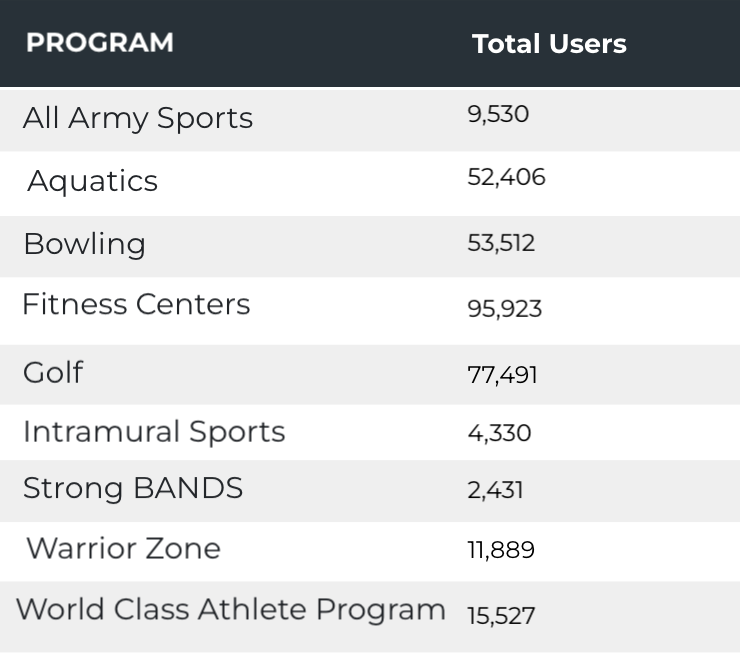 PROGRAM Total Users
All Army Sports 9,530
Aquatics 52,406
Bowling 53,512
Fitness Centers 95,923
Golf 77,491
Intramural Sports 4,330
Strong BANDS 2,431
Warrior Zone 11,889
World Class Athlete Program 15,527